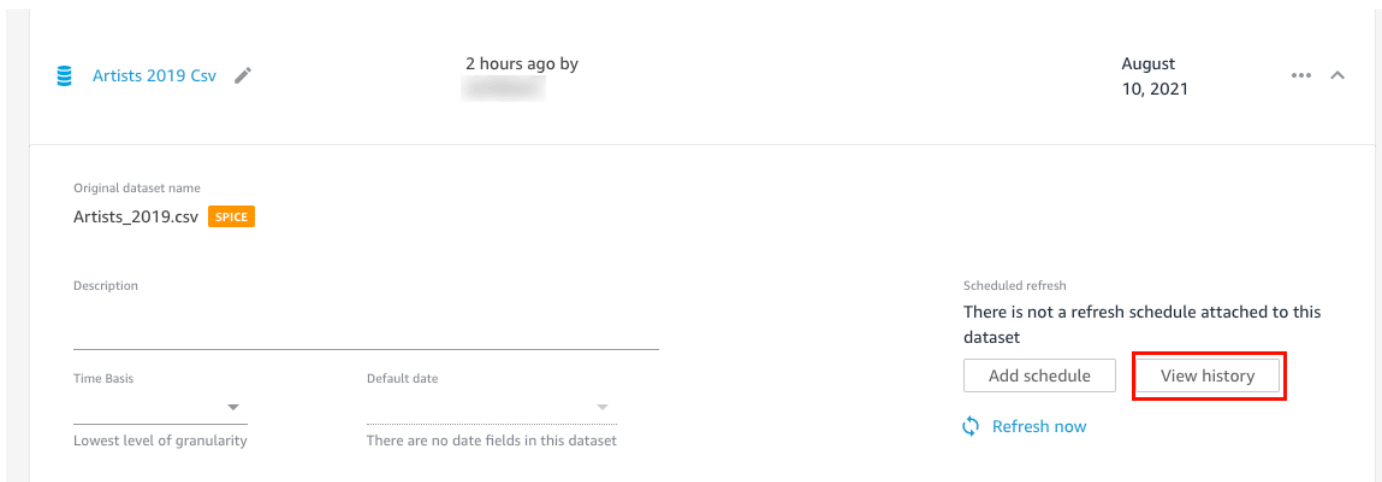 Artists 2019 Csv
2 hours ago by
August
10, 2021
Original dataset name
Artists_2019.csv SPICE
Description
Scheduled refresh
There is not a refresh schedule attached to this
dataset
Add schedule
View history
Time Basis
Default date
Lowest level of granularity
There are no date fields in this dataset
Refresh now